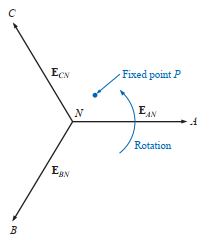 C
E_CN
Fixed point P
N
E_AN
A
Rotation
E_BN
B